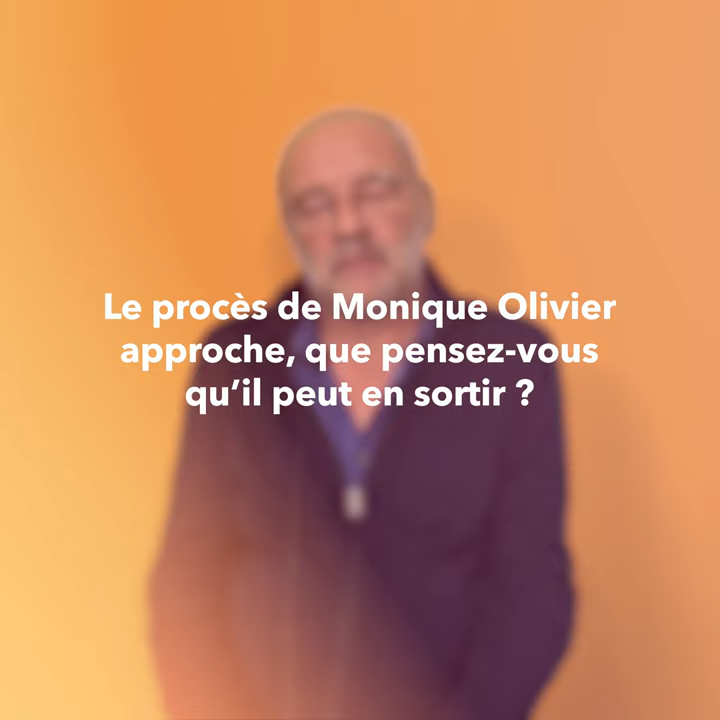 Le procès de Monique Olivier
approche, que pensez-vous
qu’il peut en sortir ?